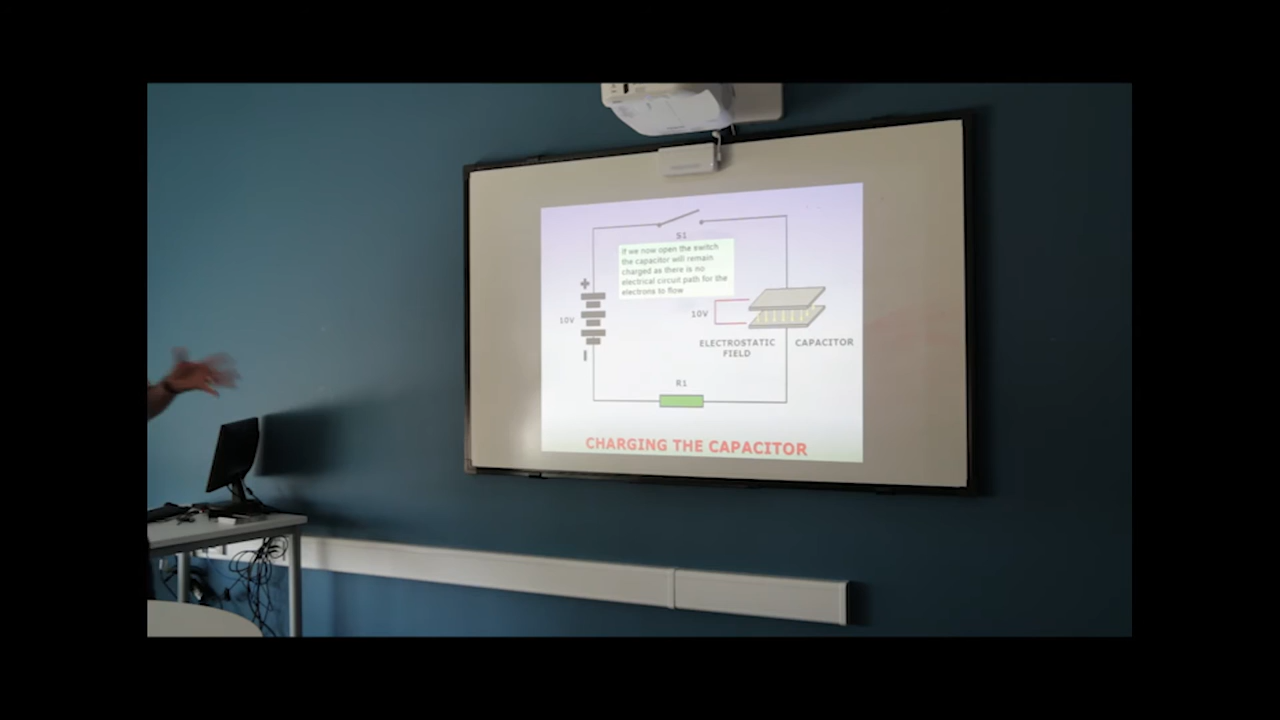 S1
If we now open the switch
the capacitor will remain
charged as there is no
electrical circuit path for the
electrons to flow
+
10V
10V
ELECTROSTATIC
FIELD
CAPACITOR
R1
CHARGING THE CAPACITOR